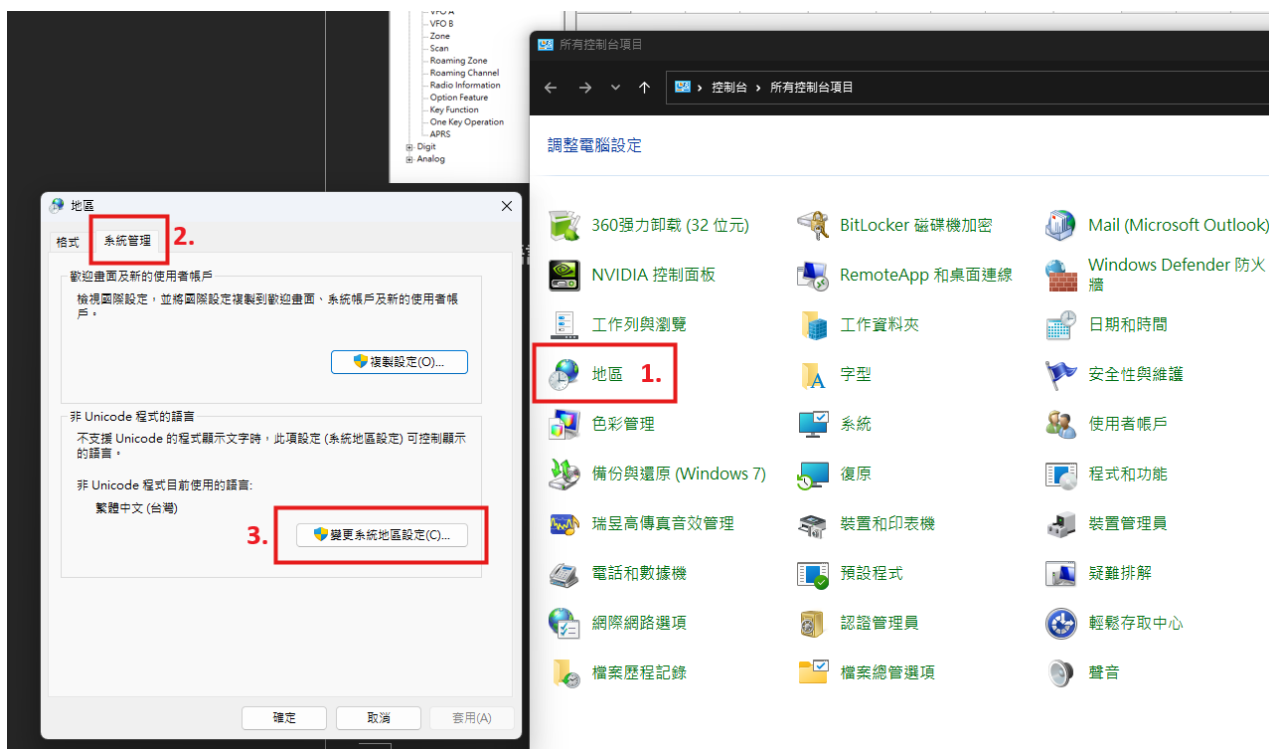 VFO A
VFO B
Zone
Scan
Roaming Zone
Roaming Channel
Radio Information
Option Feature
Key Function
One Key Operation
APRS
Digit
Analog
所有控制台項目
控制台 › 所有控制台項目
調整電腦設定
360强力卸载 (32 位元)
BitLocker 磁碟機加密
Mail (Microsoft Outlook)
NVIDIA 控制面板
RemoteApp 和桌面連線
Windows Defender 防火
牆
工作列與瀏覽
工作資料夾
日期和時間
地區
1.
字型
安全性與維護
色彩管理
系統
使用者帳戶
備份與還原 (Windows 7)
復原
程式和功能
瑞昱高傳真音效管理
裝置和印表機
裝置管理員
電話和數據機
預設程式
疑難排解
網際網路選項
認證管理員
輕鬆存取中心
檔案歷程記錄
檔案總管選項
聲音
地區
格式
系統管理
2.
歡迎畫面及新的使用者帳戶
檢視國際設定，並將國際設定複製到歡迎畫面、系統帳戶及新的使用者帳
戶。
複製設定(O)...
非 Unicode 程式的語言
不支援 Unicode 的程式顯示文字時，此項設定 (系統地區設定) 可控制顯示
的語言。
非 Unicode 程式目前使用的語言:
繁體中文 (台灣)
3.
變更系統地區設定(C)...
確定
取消
套用(A)